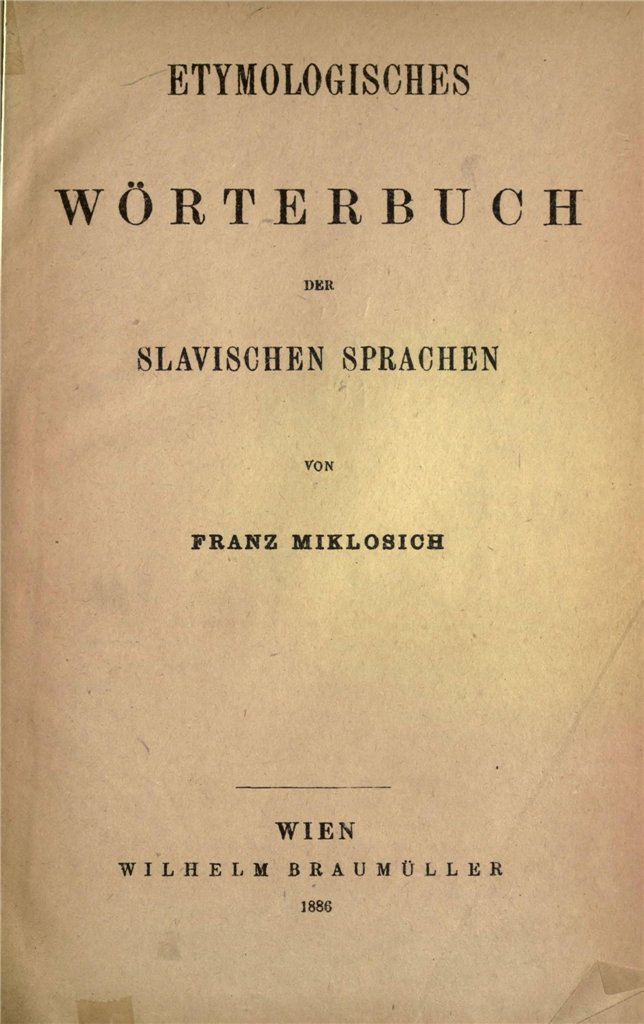 ETYMOLOGISCHES
WÖRTERBUCH
DER
SLAVISCHEN SPRACHEN
VON
FRANZ MIKLOSICH
WIEN
WILHELM BRAUMÜLLER
1886